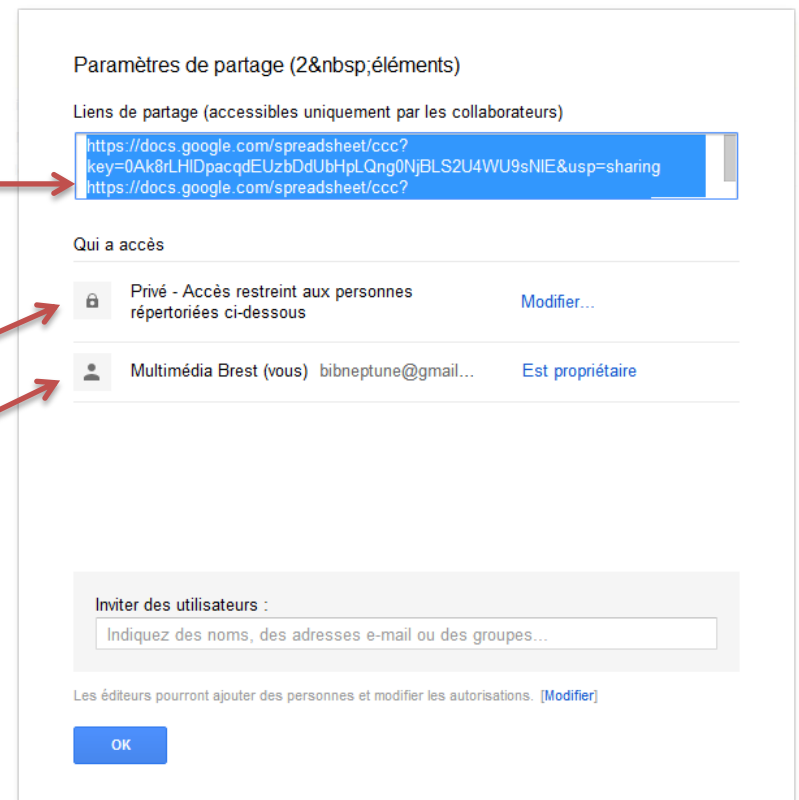 Paramètres de partage (2&nbsp;éléments)
Liens de partage (accessibles uniquement par les collaborateurs)
https://docs.google.com/spreadsheet/ccc?
key=0Ak8rLHlDpacqdEUzbDdUbHpLQng0NjBLS2U4WU9sNlE&usp=sharing
https://docs.google.com/spreadsheet/ccc?
Qui a accès
Privé - Accès restreint aux personnes
répertoriées ci-dessous
Modifier...
Multimédia Brest (vous) bibneptune@gmail... Est propriétaire
Inviter des utilisateurs :
Indiquez des noms, des adresses e-mail ou des groupes...
Les éditeurs pourront ajouter des personnes et modifier les autorisations. [Modifier]
OK